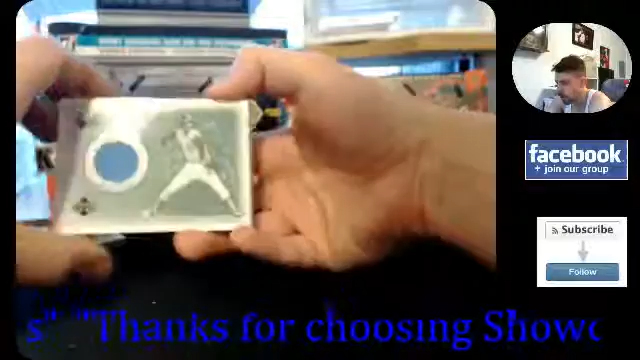 facebook
+ join our group
Subscribe
Follow
s" "Thanks for choosing Showc